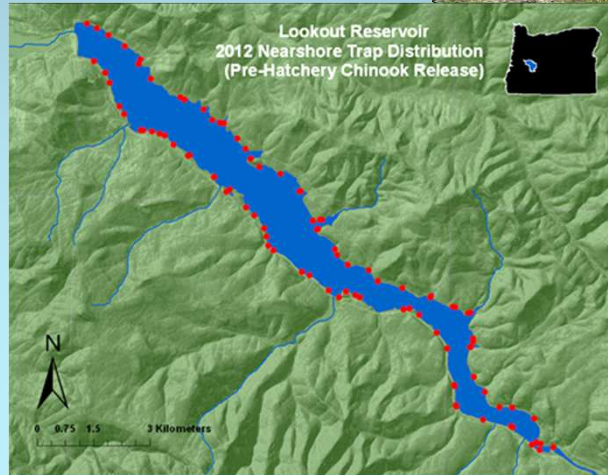 Lookout Reservoir
2012 Nearshore Trap Distribution
(Pre-Hatchery Chinook Release)
N
0 0.75 1.5 3 Kilometers